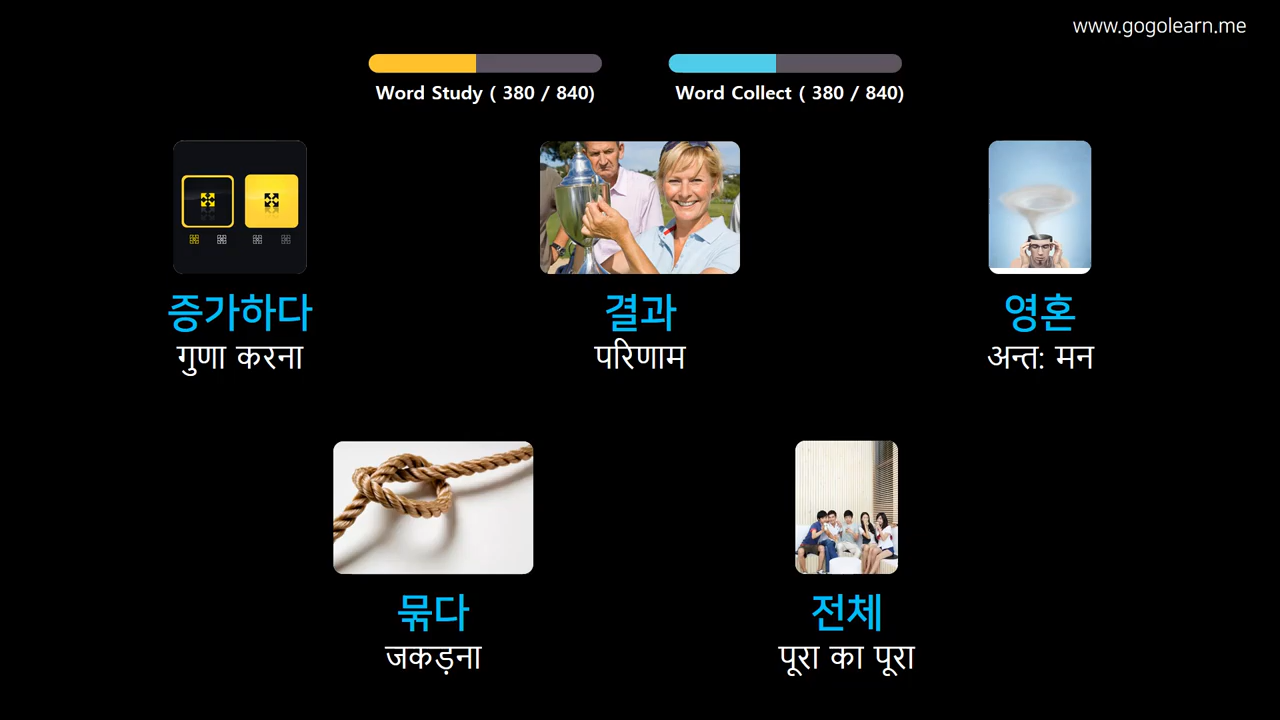 www.gogolearn.me
Word Study ( 380 / 840)
Word Collect ( 380 / 840)
증가하다
गुणा करना
결과
परिणाम
영혼
अन्त: मन
묶다
जकड़ना
전체
पूरा का पूरा